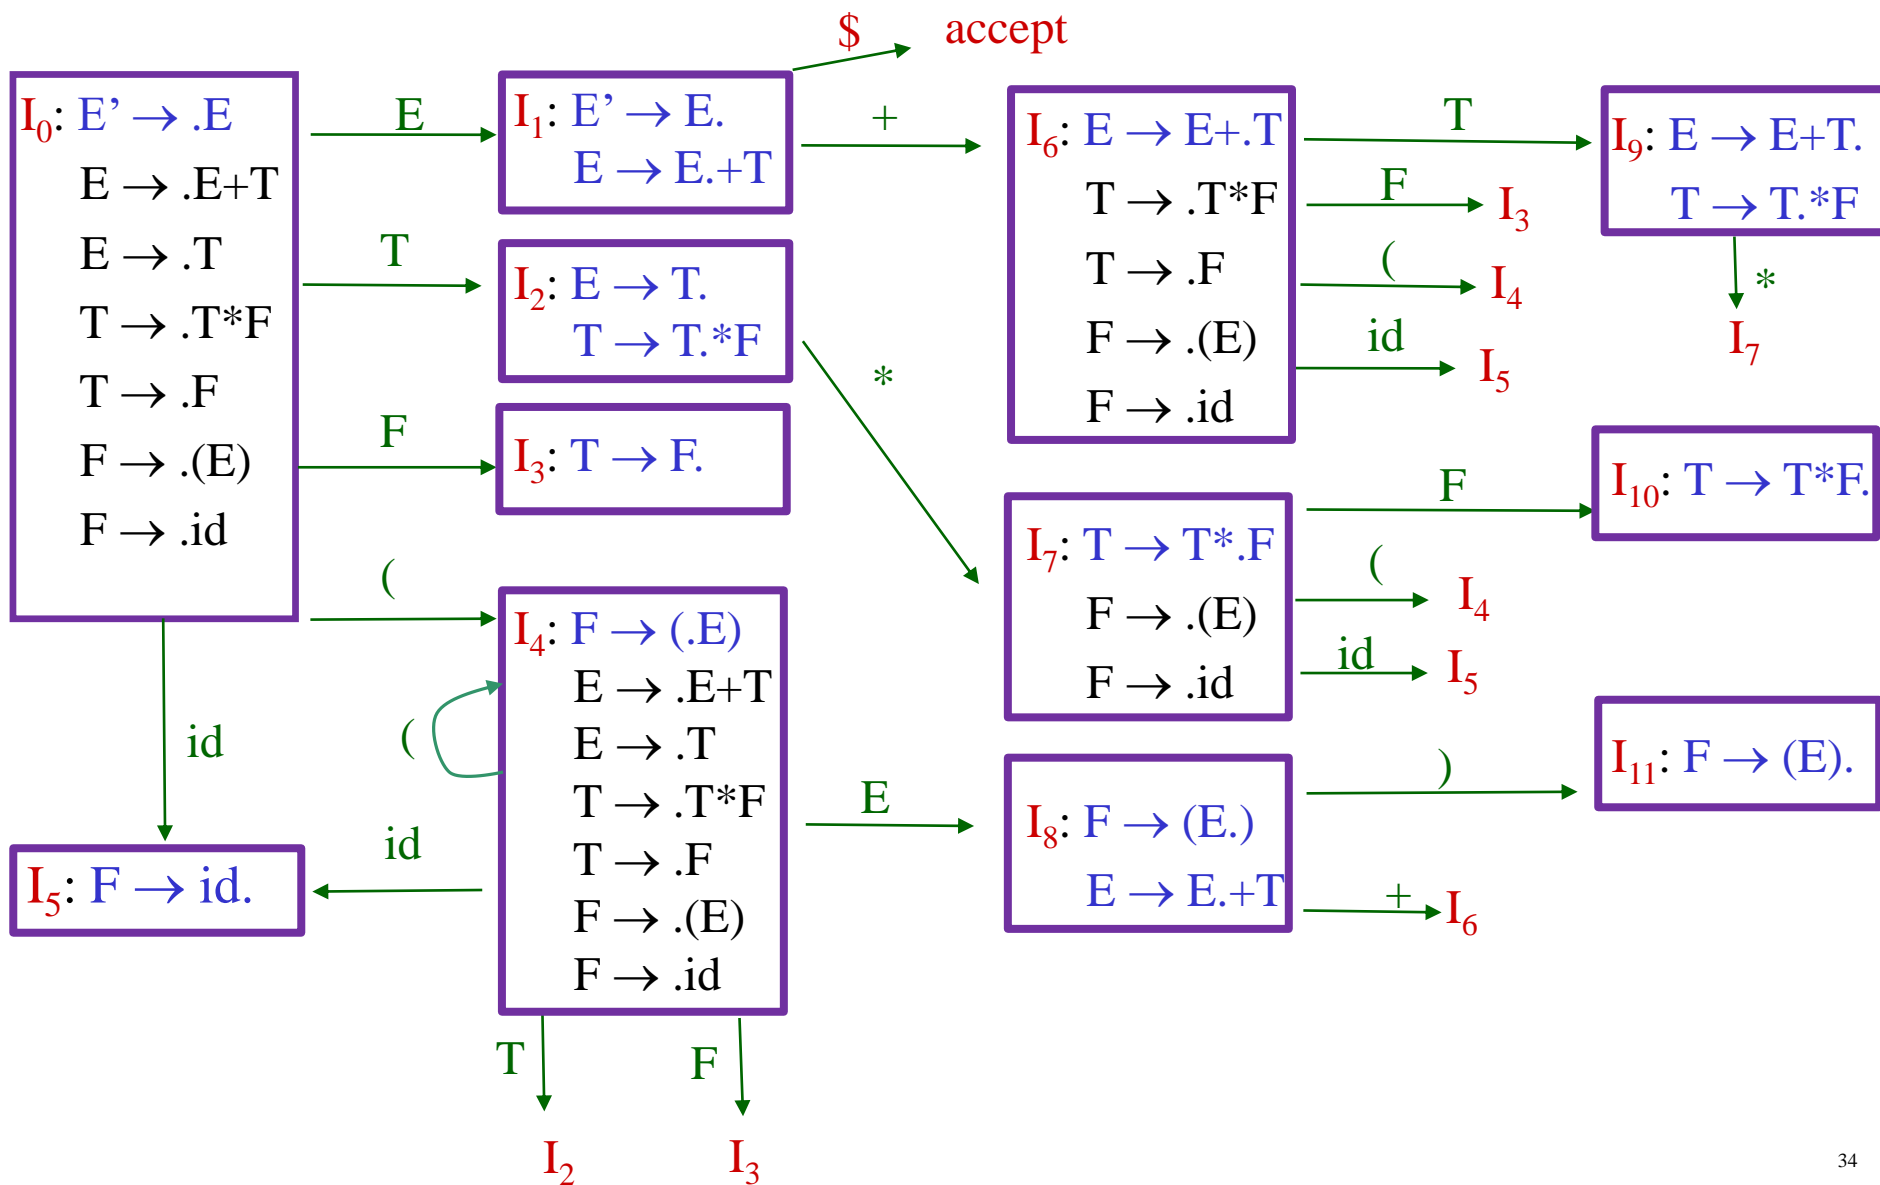 $ accept
I0: E’ → .E
E → .E+T
E → .T
T → .T*F
T → .F
F → .(E)
F → .id
E
T
F
(
id
I1: E’ → E.
E → E.+T
+
I2: E → T.
T → T.*F
*
I3: T → F.
I4: F → (.E)
E → .E+T
E → .T
T → .T*F
T → .F
F → .(E)
F → .id
(
id
E
T
F
I2
I3
I5: F → id.
I6: E → E+.T
T → .T*F
T → .F
F → .(E)
F → .id
T
F
I3
(
I4
id
I5
I7: T → T*.F
F → .(E)
F → .id
F
(
I4
id
I5
I8: F → (E.)
E → E.+T
)
+
I6
I9: E → E+T.
T → T.*F
*
I7
I10: T → T*F.
I11: F → (E).
34